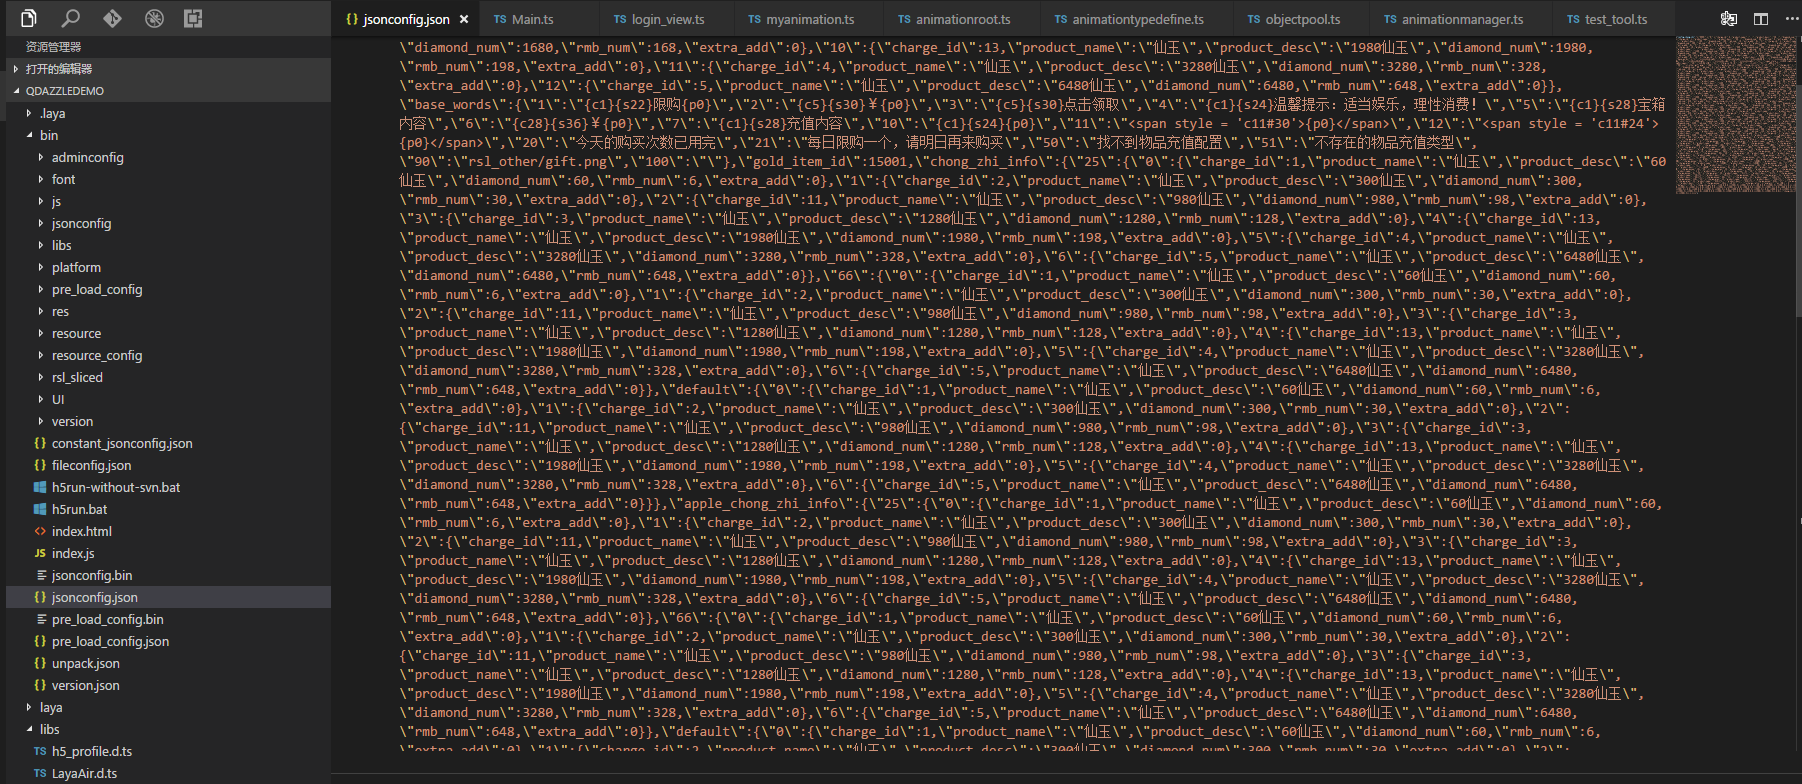 jsonconfig.json
TS Main.ts
TS login_view.ts
TS myanimation.ts
TS animationroot.ts
TS animationtypedefine.ts
TS objectpool.ts
TS animationmanager.ts
TS test_tool.ts
资源管理器
打开的编辑器
QDAZZLEDEMO
.laya
bin
adminconfig
font
js
jsonconfig
libs
platform
pre_load_config
res
resource
resource_config
rsl_sliced
UI
version
constant_jsonconfig.json
fileconfig.json
h5run-without-svn.bat
h5run.bat
index.html
JS index.js
jsonconfig.bin
jsonconfig.json
pre_load_config.bin
pre_load_config.json
unpack.json
version.json
laya
libs
TS h5_profile.d.ts
TS LayaAir.d.ts
\"diamond_num\":1680,\"rmb_num\":168,\"extra_add\":0},\"10\":{\"charge_id\":13,\"product_name\":\"仙玉\",\"product_desc\":\"1980仙玉\",\"diamond_num\":1980,
\"rmb_num\":198,\"extra_add\":0},\"11\":{\"charge_id\":4,\"product_name\":\"仙玉\",\"product_desc\":\"3280仙玉\",\"diamond_num\":3280,\"rmb_num\":328,
\"extra_add\":0},\"12\":{\"charge_id\":5,\"product_name\":\"仙玉\",\"product_desc\":\"6480仙玉\",\"diamond_num\":6480,\"rmb_num\":648,\"extra_add\":0}},
\"base_words\":{\"1\":\"{c1}{s22}限购{p0}\",\"2\":\"{c5}{s30}￥{p0}\",\"3\":\"{c5}{s30}点击领取\",\"4\":\"{c1}{s24}温馨提示：适当娱乐，理性消费！\",\"5\":\"{c1}{s28}宝箱
内容\",\"6\":\"{c28}{s36}￥{p0}\",\"7\":\"{c1}{s28}充值内容\",\"10\":\"{c1}{s24}{p0}\",\"11\":\"<span style = 'c11#30'>{p0}</span>\",\"12\":\"<span style = 'c11#24'>
{p0}</span>\",\"20\":\"今天的购买次数已用完\",\"21\":\"每日限购一个，请明日再来购买\",\"50\":\"找不到物品充值配置\",\"51\":\"不存在的物品充值类型\",
\"90\":\"rsl_other/gift.png\",\"100\":\"\"},\"gold_item_id\":15001,\"chong_zhi_info\":{\"25\":{\"0\":{\"charge_id\":1,\"product_name\":\"仙玉\",\"product_desc\":\"60
仙玉\",\"diamond_num\":60,\"rmb_num\":6,\"extra_add\":0},\"1\":{\"charge_id\":2,\"product_name\":\"仙玉\",\"product_desc\":\"300仙玉\",\"diamond_num\":300,
\"rmb_num\":30,\"extra_add\":0},\"2\":{\"charge_id\":11,\"product_name\":\"仙玉\",\"product_desc\":\"980仙玉\",\"diamond_num\":980,\"rmb_num\":98,\"extra_add\":0},
\"3\":{\"charge_id\":3,\"product_name\":\"仙玉\",\"product_desc\":\"1280仙玉\",\"diamond_num\":1280,\"rmb_num\":128,\"extra_add\":0},\"4\":{\"charge_id\":13,
\"product_name\":\"仙玉\",\"product_desc\":\"1980仙玉\",\"diamond_num\":1980,\"rmb_num\":198,\"extra_add\":0},\"5\":{\"charge_id\":4,\"product_name\":\"仙玉\",
\"product_desc\":\"3280仙玉\",\"diamond_num\":3280,\"rmb_num\":328,\"extra_add\":0},\"6\":{\"charge_id\":5,\"product_name\":\"仙玉\",\"product_desc\":\"6480仙玉\",
\"diamond_num\":6480,\"rmb_num\":648,\"extra_add\":0}},\"66\":{\"0\":{\"charge_id\":1,\"product_name\":\"仙玉\",\"product_desc\":\"60仙玉\",\"diamond_num\":60,
\"rmb_num\":6,\"extra_add\":0},\"1\":{\"charge_id\":2,\"product_name\":\"仙玉\",\"product_desc\":\"300仙玉\",\"diamond_num\":300,\"rmb_num\":30,\"extra_add\":0},
\"2\":{\"charge_id\":11,\"product_name\":\"仙玉\",\"product_desc\":\"980仙玉\",\"diamond_num\":980,\"rmb_num\":98,\"extra_add\":0},\"3\":{\"charge_id\":3,
\"product_name\":\"仙玉\",\"product_desc\":\"1280仙玉\",\"diamond_num\":1280,\"rmb_num\":128,\"extra_add\":0},\"4\":{\"charge_id\":13,\"product_name\":\"仙玉\",
\"product_desc\":\"1980仙玉\",\"diamond_num\":1980,\"rmb_num\":198,\"extra_add\":0},\"5\":{\"charge_id\":4,\"product_name\":\"仙玉\",\"product_desc\":\"3280仙玉\",
\"diamond_num\":3280,\"rmb_num\":328,\"extra_add\":0},\"6\":{\"charge_id\":5,\"product_name\":\"仙玉\",\"product_desc\":\"6480仙玉\",\"diamond_num\":6480,
\"rmb_num\":648,\"extra_add\":0}},\"default\":{\"0\":{\"charge_id\":1,\"product_name\":\"仙玉\",\"product_desc\":\"60仙玉\",\"diamond_num\":60,\"rmb_num\":6,
\"extra_add\":0},\"1\":{\"charge_id\":2,\"product_name\":\"仙玉\",\"product_desc\":\"300仙玉\",\"diamond_num\":300,\"rmb_num\":30,\"extra_add\":0},\"2\":
{\"charge_id\":11,\"product_name\":\"仙玉\",\"product_desc\":\"980仙玉\",\"diamond_num\":980,\"rmb_num\":98,\"extra_add\":0},\"3\":{\"charge_id\":3,
\"product_name\":\"仙玉\",\"product_desc\":\"1280仙玉\",\"diamond_num\":1280,\"rmb_num\":128,\"extra_add\":0},\"4\":{\"charge_id\":13,\"product_name\":\"仙玉\",
\"product_desc\":\"1980仙玉\",\"diamond_num\":1980,\"rmb_num\":198,\"extra_add\":0},\"5\":{\"charge_id\":4,\"product_name\":\"仙玉\",\"product_desc\":\"3280仙玉\",
\"diamond_num\":3280,\"rmb_num\":328,\"extra_add\":0},\"6\":{\"charge_id\":5,\"product_name\":\"仙玉\",\"product_desc\":\"6480仙玉\",\"diamond_num\":6480,
\"rmb_num\":648,\"extra_add\":0}}},\"apple_chong_zhi_info\":{\"25\":{\"0\":{\"charge_id\":1,\"product_name\":\"仙玉\",\"product_desc\":\"60仙玉\",\"diamond_num\":60,
\"rmb_num\":6,\"extra_add\":0},\"1\":{\"charge_id\":2,\"product_name\":\"仙玉\",\"product_desc\":\"300仙玉\",\"diamond_num\":300,\"rmb_num\":30,\"extra_add\":0},
\"2\":{\"charge_id\":11,\"product_name\":\"仙玉\",\"product_desc\":\"980仙玉\",\"diamond_num\":980,\"rmb_num\":98,\"extra_add\":0},\"3\":{\"charge_id\":3,
\"product_name\":\"仙玉\",\"product_desc\":\"1280仙玉\",\"diamond_num\":1280,\"rmb_num\":128,\"extra_add\":0},\"4\":{\"charge_id\":13,\"product_name\":\"仙玉\",
\"product_desc\":\"1980仙玉\",\"diamond_num\":1980,\"rmb_num\":198,\"extra_add\":0},\"5\":{\"charge_id\":4,\"product_name\":\"仙玉\",\"product_desc\":\"3280仙玉\",
\"diamond_num\":3280,\"rmb_num\":328,\"extra_add\":0},\"6\":{\"charge_id\":5,\"product_name\":\"仙玉\",\"product_desc\":\"6480仙玉\",\"diamond_num\":6480,
\"rmb_num\":648,\"extra_add\":0}},\"66\":{\"0\":{\"charge_id\":1,\"product_name\":\"仙玉\",\"product_desc\":\"60仙玉\",\"diamond_num\":60,\"rmb_num\":6,
\"extra_add\":0},\"1\":{\"charge_id\":2,\"product_name\":\"仙玉\",\"product_desc\":\"300仙玉\",\"diamond_num\":300,\"rmb_num\":30,\"extra_add\":0},\"2\":
{\"charge_id\":11,\"product_name\":\"仙玉\",\"product_desc\":\"980仙玉\",\"diamond_num\":980,\"rmb_num\":98,\"extra_add\":0},\"3\":{\"charge_id\":3,
\"product_name\":\"仙玉\",\"product_desc\":\"1280仙玉\",\"diamond_num\":1280,\"rmb_num\":128,\"extra_add\":0},\"4\":{\"charge_id\":13,\"product_name\":\"仙玉\",
\"product_desc\":\"1980仙玉\",\"diamond_num\":1980,\"rmb_num\":198,\"extra_add\":0},\"5\":{\"charge_id\":4,\"product_name\":\"仙玉\",\"product_desc\":\"3280仙玉\",
\"diamond_num\":3280,\"rmb_num\":328,\"extra_add\":0},\"6\":{\"charge_id\":5,\"product_name\":\"仙玉\",\"product_desc\":\"6480仙玉\",\"diamond_num\":6480,
\"rmb_num\":648,\"extra_add\":0}},\"default\":{\"0\":{\"charge_id\":1,\"product_name\":\"仙玉\",\"product_desc\":\"60仙玉\",\"diamond_num\":60,\"rmb_num\":6,
\"extra_add\":0},\"1\":{\"charge_id\":2,\"product_name\":\"仙玉\",\"product_desc\":\"300仙玉\",\"diamond_num\":300,\"rmb_num\":30,\"extra_add\":0},\"2\":